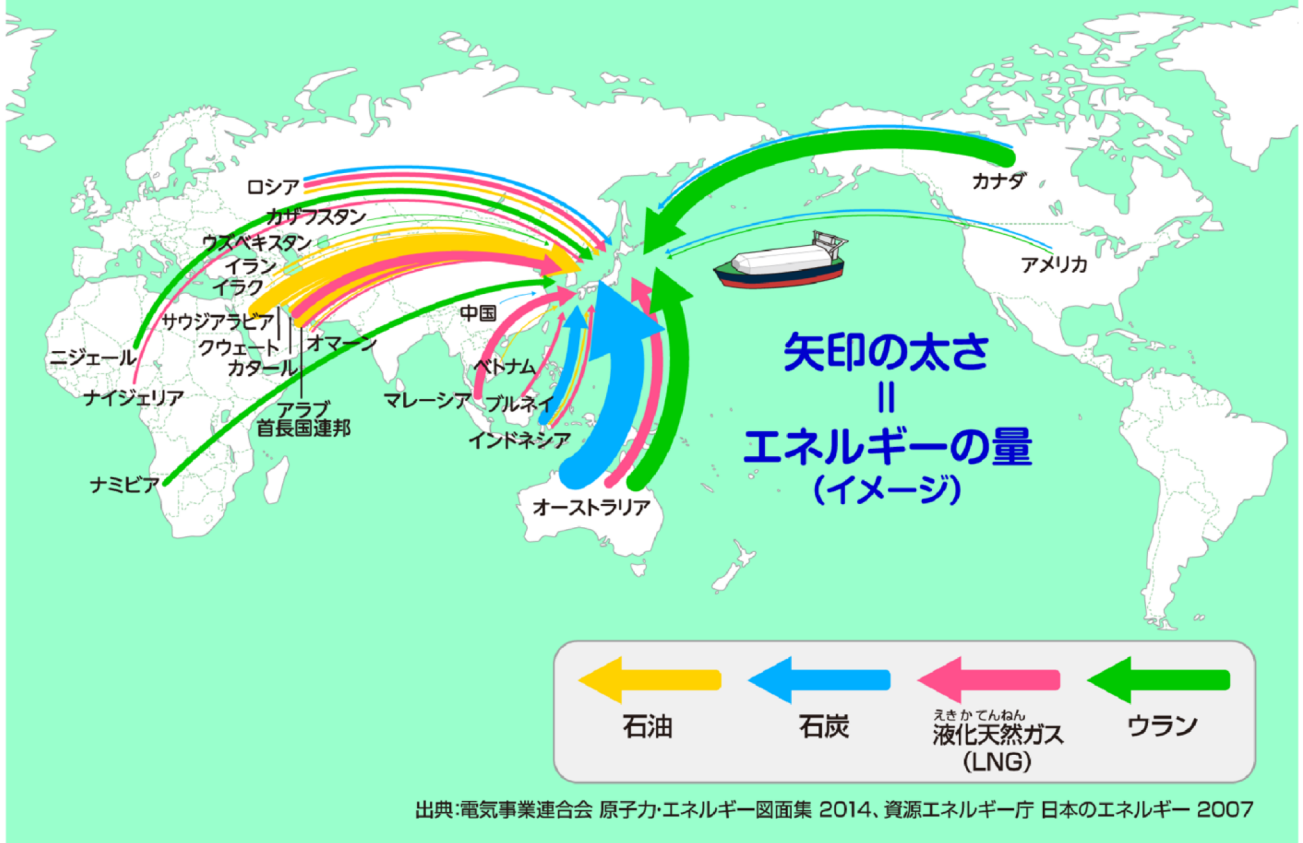 ロシア
カザフスタン
ウズベキスタン
イラン
イラク
サウジアラビア
クウェート
カタール
オマーン
アラブ
首長国連邦
ニジェール
ナイジェリア
ナミビア
中国
ベトナム
マレーシア
ブルネイ
インドネシア
オーストラリア
カナダ
アメリカ
矢印の太さ
=
エネルギーの量
(イメージ)
石油
石炭
えきかてんねん
液化天然ガス
(LNG)
ウラン
出典:電気事業連合会 原子力・エネルギー図面集 2014、資源エネルギー庁 日本のエネルギー 2007